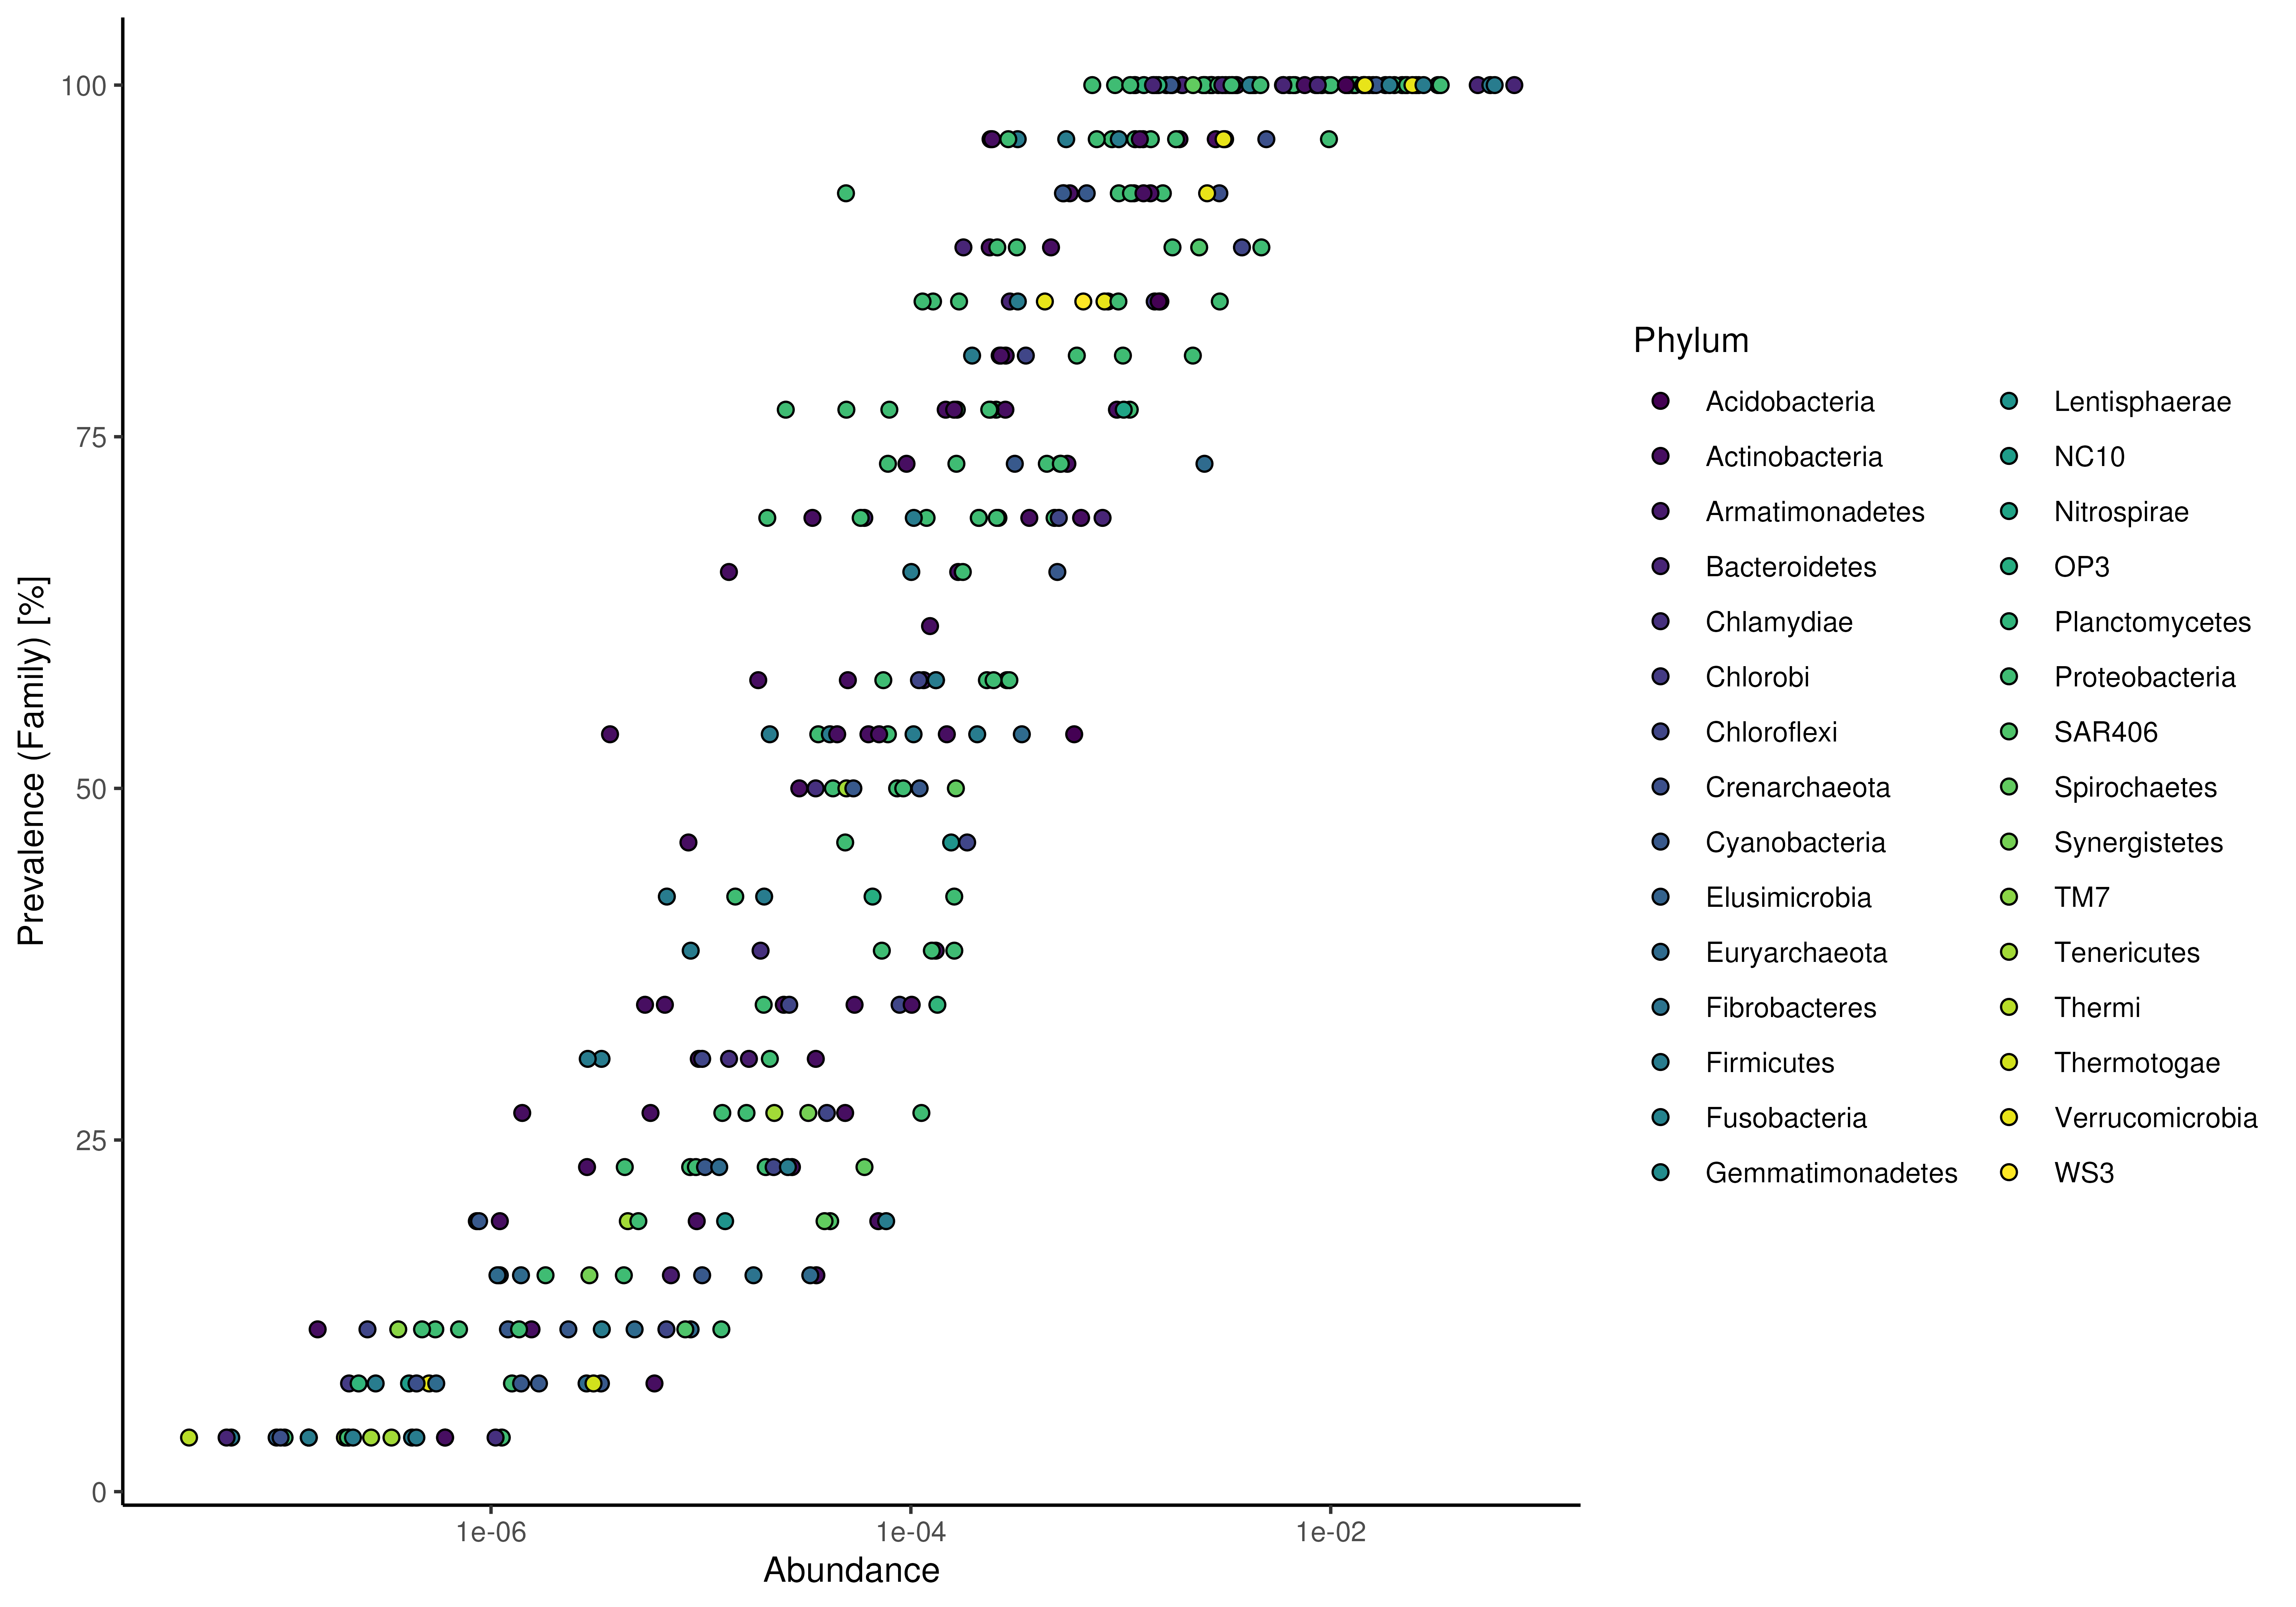 100
75
50
25
0
Prevalence (Family) [%]
1e-06
1e-04
1e-02
Abundance
Phylum
Acidobacteria
Actinobacteria
Armatimonadetes
Bacteroidetes
Chlamydiae
Chlorobi
Chloroflexi
Crenarchaeota
Cyanobacteria
Elusimicrobia
Euryarchaeota
Fibrobacteres
Firmicutes
Fusobacteria
Gemmatimonadetes
Lentisphaerae
NC10
Nitrospirae
OP3
Planctomycetes
Proteobacteria
SAR406
Spirochaetes
Synergistetes
TM7
Tenericutes
Thermi
Thermotogae
Verrucomicrobia
WS3